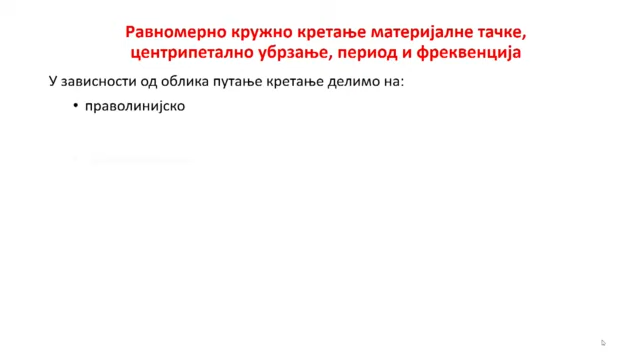 Равномерно кружно кретање материјалне тачке,
центрипетално убрзање, период и фреквенција
У зависности од облика путање кретање делимо на:
• праволинијско